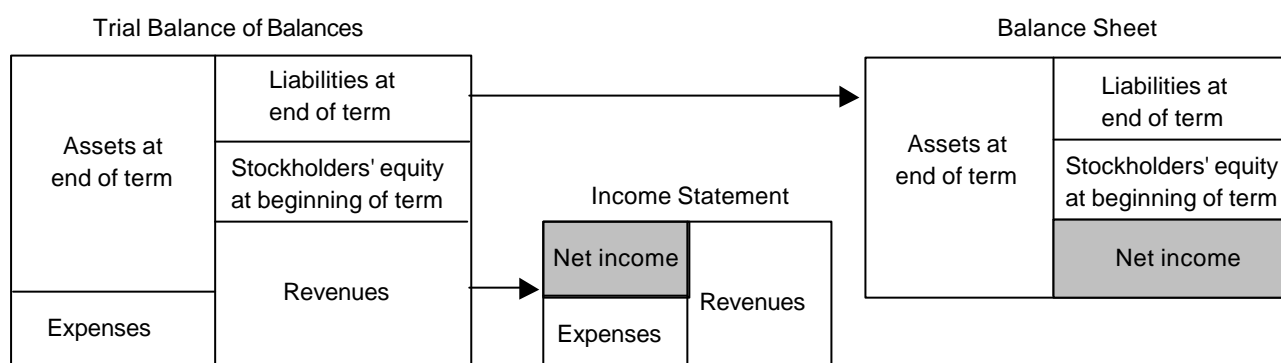 Trial Balance of Balances
Assets at
end of term
Expenses
Liabilities at
end of term
Stockholders' equity
at beginning of term
Revenues
Income Statement
Net income
Expenses
Revenues
Balance Sheet
Assets at
end of term
Liabilities at
end of term
Stockholders' equity
at beginning of term
Net income